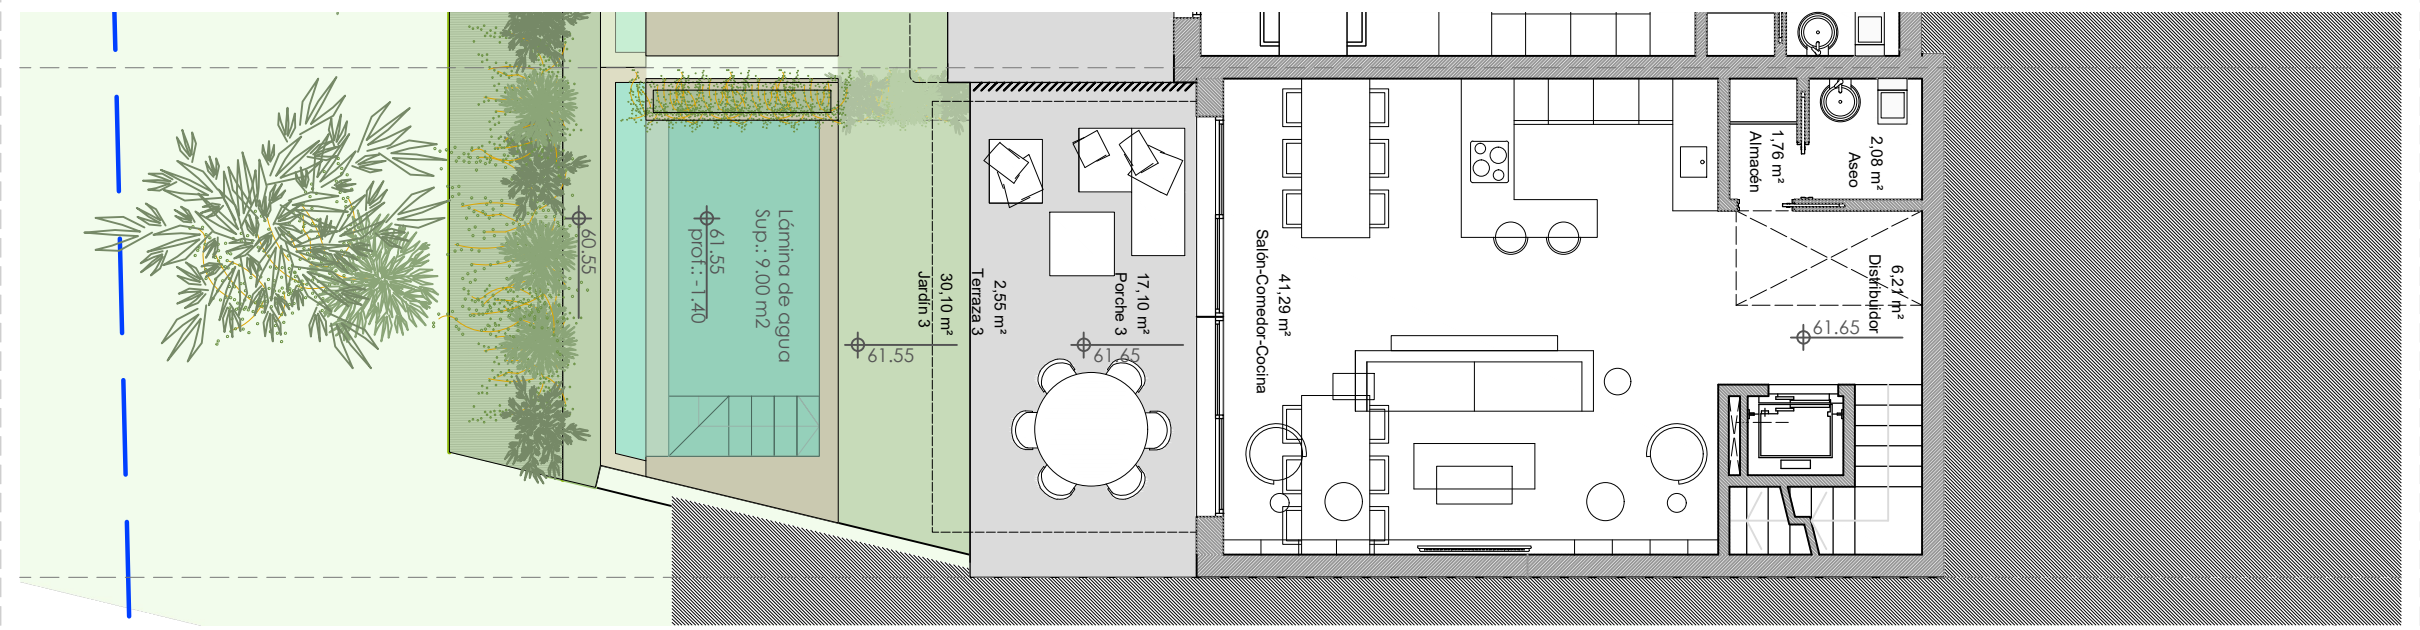 60.55
61.55
prof.: -1.40
Lámina de agua
Sup.: 9.00 m2
61.55
Jardín 3
30,10 m²
Terraza 3
2,55 m²
Porche 3
17,10 m²
61.65
Salón-Comedor-Cocina
41,29 m²
Almacén
1,76 m²
Aseo
2,08 m²
Distribuidor
6,21 m²
61.65